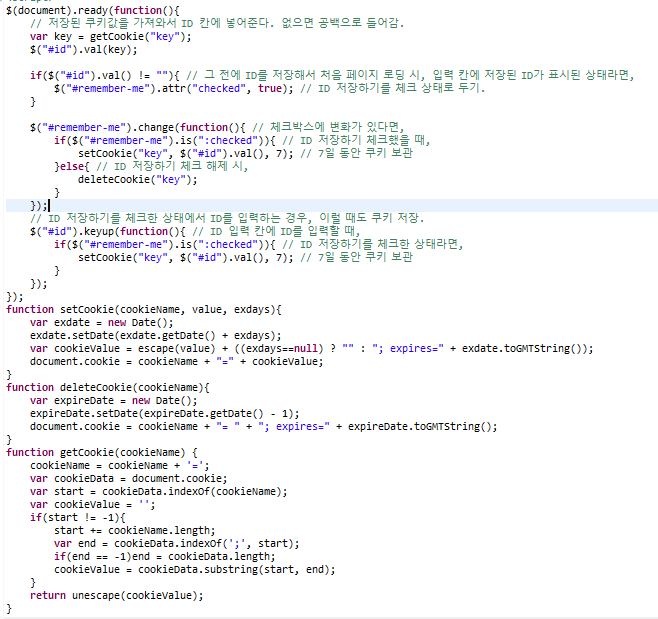 $(document).ready(function(){
    // 저장된 쿠키값을 가져와서 ID 칸에 넣어준다. 없으면 공백으로 들어감.
    var key = getCookie("key");
    $("#id").val(key);

    if($("#id").val() != ""){ // 그 전에 ID를 저장해서 처음 페이지 로딩 시, 입력 칸에 저장된 ID가 표시된 상태라면,
        $("#remember-me").attr("checked", true); // ID 저장하기를 체크 상태로 두기.
    }

    $("#remember-me").change(function(){ // 체크박스에 변화가 있다면,
        if($("#remember-me").is(":checked")){ // ID 저장하기 체크했을 때,
            setCookie("key", $("#id").val(), 7); // 7일 동안 쿠키 보관
        }else{ // ID 저장하기 체크 해제 시,
            deleteCookie("key");
        }
    });
    // ID 저장하기를 체크한 상태에서 ID를 입력하는 경우, 이럴 때도 쿠키 저장.
    $("#id").keyup(function(){ // ID 입력 칸에 ID를 입력할 때,
        if($("#remember-me").is(":checked")){ // ID 저장하기를 체크한 상태라면,
            setCookie("key", $("#id").val(), 7); // 7일 동안 쿠키 보관
        }
    });
});
function setCookie(cookieName, value, exdays){
    var exdate = new Date();
    exdate.setDate(exdate.getDate() + exdays);
    var cookieValue = escape(value) + ((exdays==null) ? "" : "; expires=" + exdate.toGMTString());
    document.cookie = cookieName + "=" + cookieValue;
}
function deleteCookie(cookieName){
    var expireDate = new Date();
    expireDate.setDate(expireDate.getDate() - 1);
    document.cookie = cookieName + "= " + "; expires=" + expireDate.toGMTString();
}
function getCookie(cookieName) {
    cookieName = cookieName + '=';
    var cookieData = document.cookie;
    var start = cookieData.indexOf(cookieName);
    var cookieValue = '';
    if(start != -1){
        start += cookieName.length;
        var end = cookieData.indexOf(';', start);
        if(end == -1)end = cookieData.length;
        cookieValue = cookieData.substring(start, end);
    }
    return unescape(cookieValue);
}